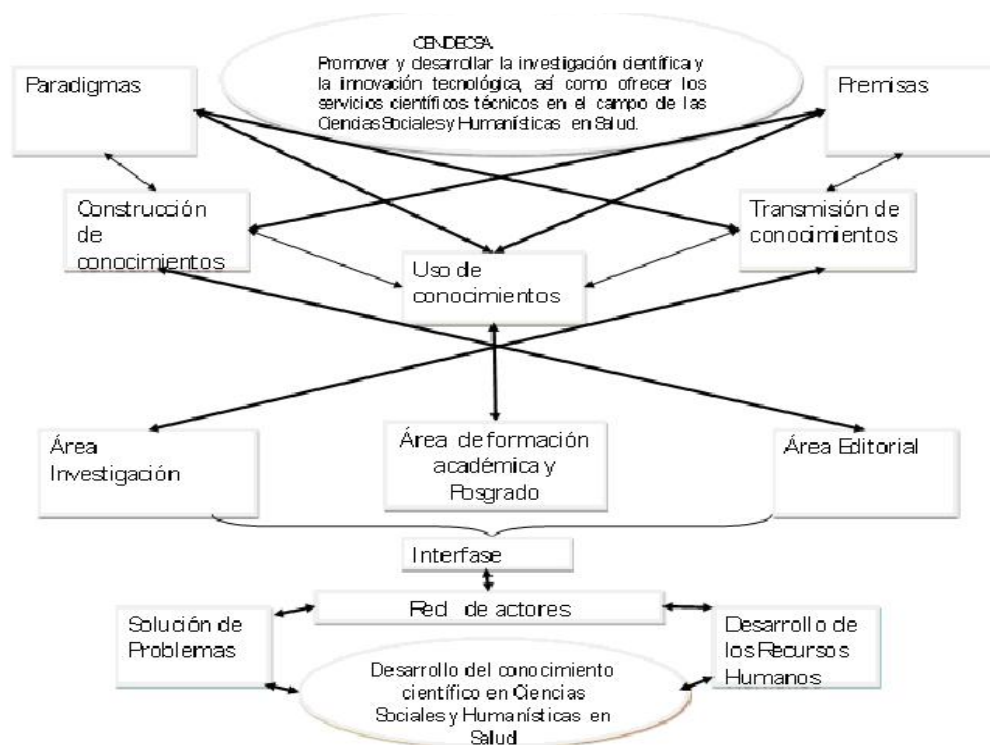 CENDECSA.
Promover y desarrollar la investigación científica y
la innovación tecnológica, así como ofrecer los
servicios científicos técnicos en el campo de las
Ciencias Sociales y Humanísticas en Salud.
Paradigmas
Premisas
Construcción
de
conocimientos
Transmisión de
conocimientos
Uso de
conocimientos
Área
Investigación
Área de formación
académica y
Posgrado
Área Editorial
Interfase
Red de actores
Solución de
Problemas
Desarrollo de
los Recursos
Humanos
Desarrollo del conocimiento
científico en Ciencias
Sociales y Humanísticas en
Salud